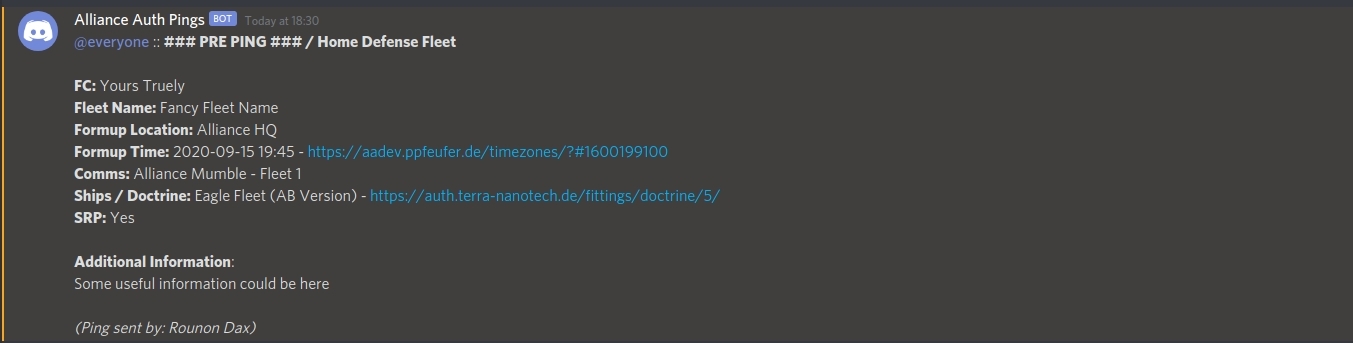 Alliance Auth Pings BOT Today at 18:30
@everyone :: ### PRE PING ### / Home Defense Fleet
FC: Yours Truely
Fleet Name: Fancy Fleet Name
Formup Location: Alliance HQ
Formup Time: 2020-09-15 19:45 - https://aadev.ppfeufer.de/timezones/?#1600199100
Comms: Alliance Mumble - Fleet 1
Ships / Doctrine: Eagle Fleet (AB Version) - https://auth.terra-nanotech.de/fittings/doctrine/5/
SRP: Yes
Additional Information:
Some useful information could be here
(Ping sent by: Rounon Dax)